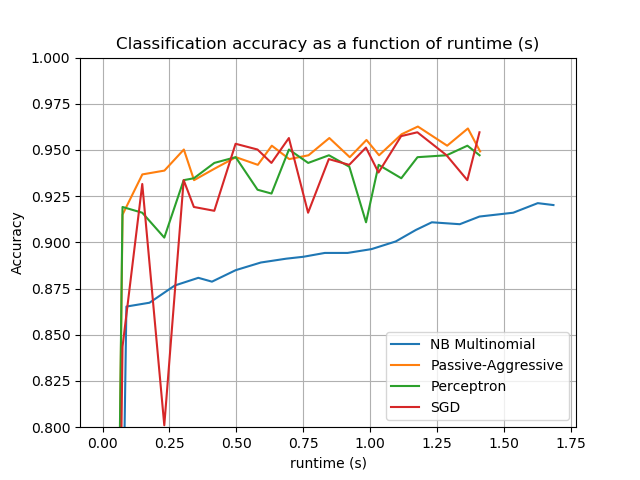 Classification accuracy as a function of runtime (s)
1.000
0.975
0.950
0.925
0.900
0.875
0.850
0.825
0.800
Accuracy
NB Multinomial
Passive-Aggressive
Perceptron
SGD
0.00 0.25 0.50 0.75 1.00 1.25 1.50 1.75
runtime (s)